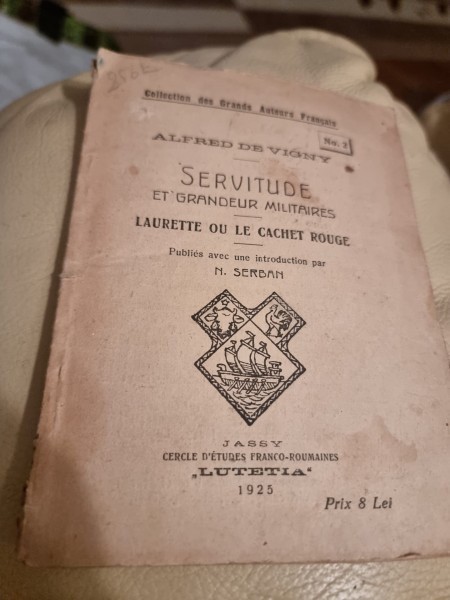 Collection des Grands Auteurs Français
No. 2
ALFRED DE VIGNY
SERVITUDE
ET GRANDEUR MILITAIRES
LAURETTE OU LE CACHET ROUGE
Publiés avec une introduction par
N. SERBAN
JASSY
CERCLE D'ÉTUDES FRANCO-ROUMAINES
„LUTETIA"
1925
Prix 8 Lei